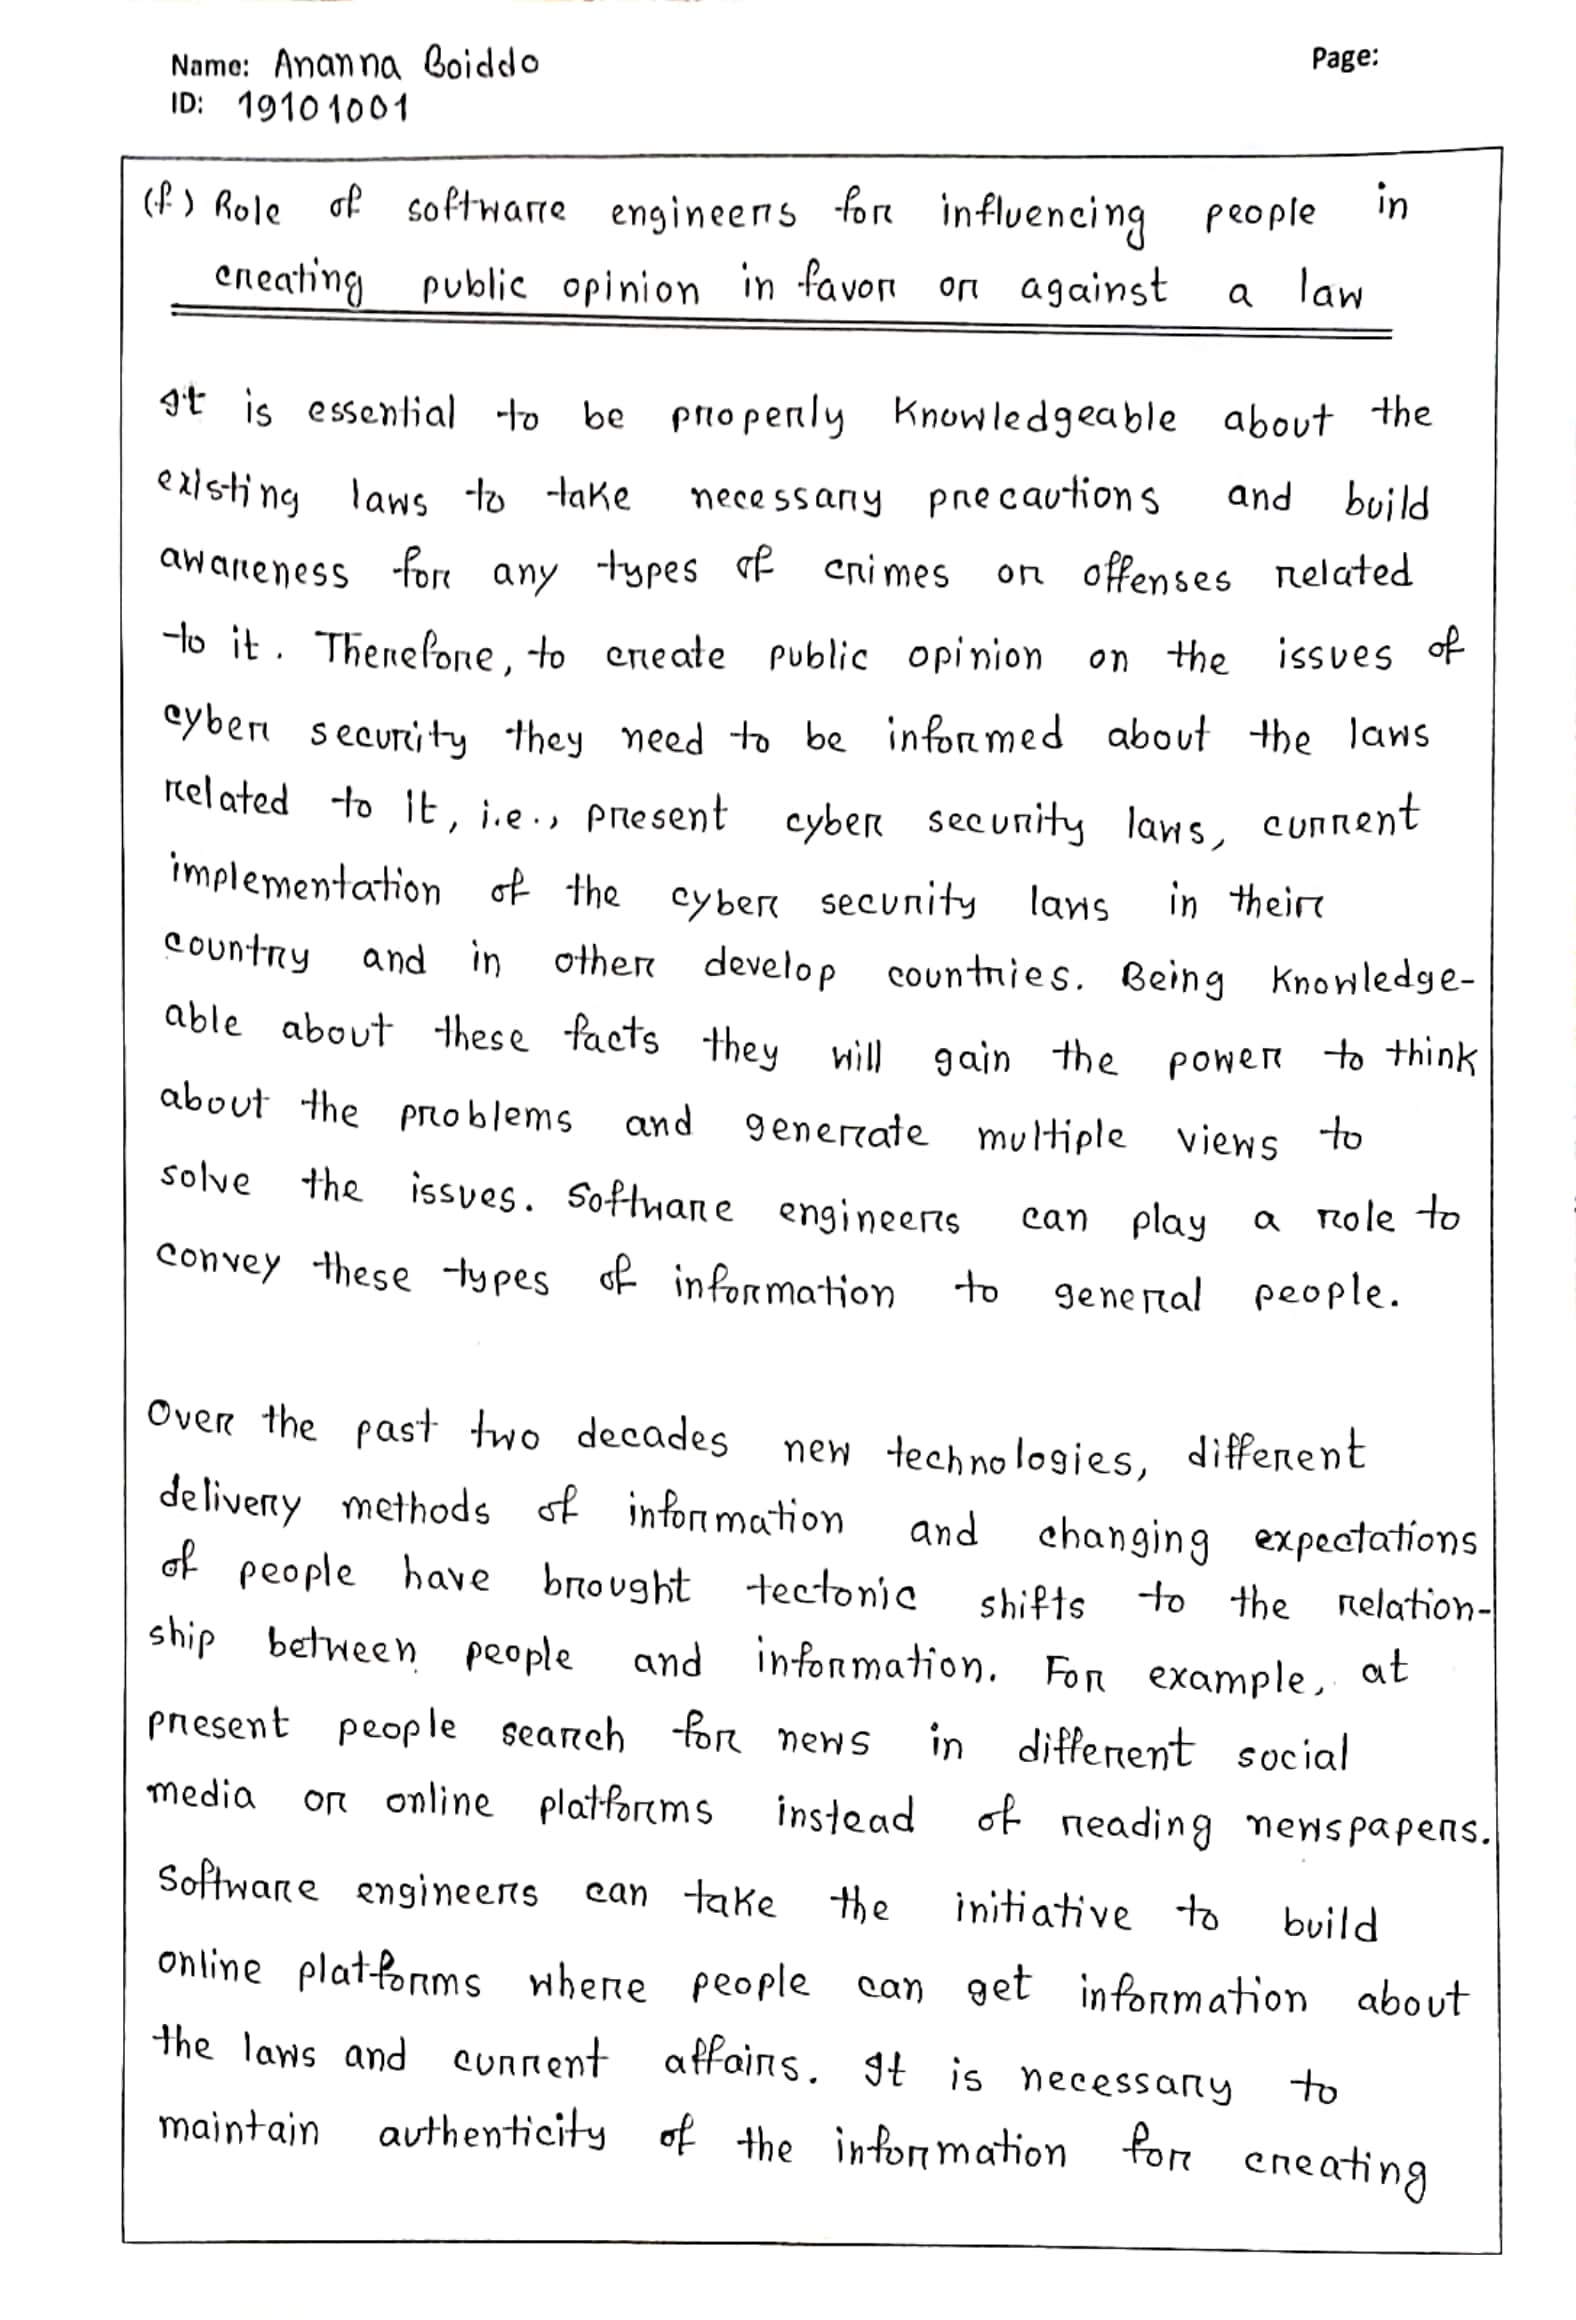 Name: Ananna Boiddo
Page:
ID: 19101001
(f) Role of software engineers for influencing people in
creating public opinion in favor or against a law
It is essential to be properly knowledgeable about the
existing laws to take necessary precautions and build
awareness for any types of crimes or offenses related
to it. Therefore, to create public opinion on the issues of
cyber security they need to be informed about the laws
related to it, i.e., present cyber security laws, current
implementation of the cyber security laws in their
country and in other develop countries. Being knowledge-
able about these facts they will gain the power to think
about the problems and generate multiple views to
solve the issues. Software engineers can play a role to
convey these types of information to general people.
Over the past two decades new technologies, different
delivery methods of information and changing expectations
of people have brought tectonic shifts to the relation-
ship between people and information. For example, at
present people search for news in different social
media or online platforms instead of reading newspapers.
Software engineers can take the initiative to build
online platforms where people can get information about
the laws and current affairs. It is necessary to
maintain authenticity of the information for creating